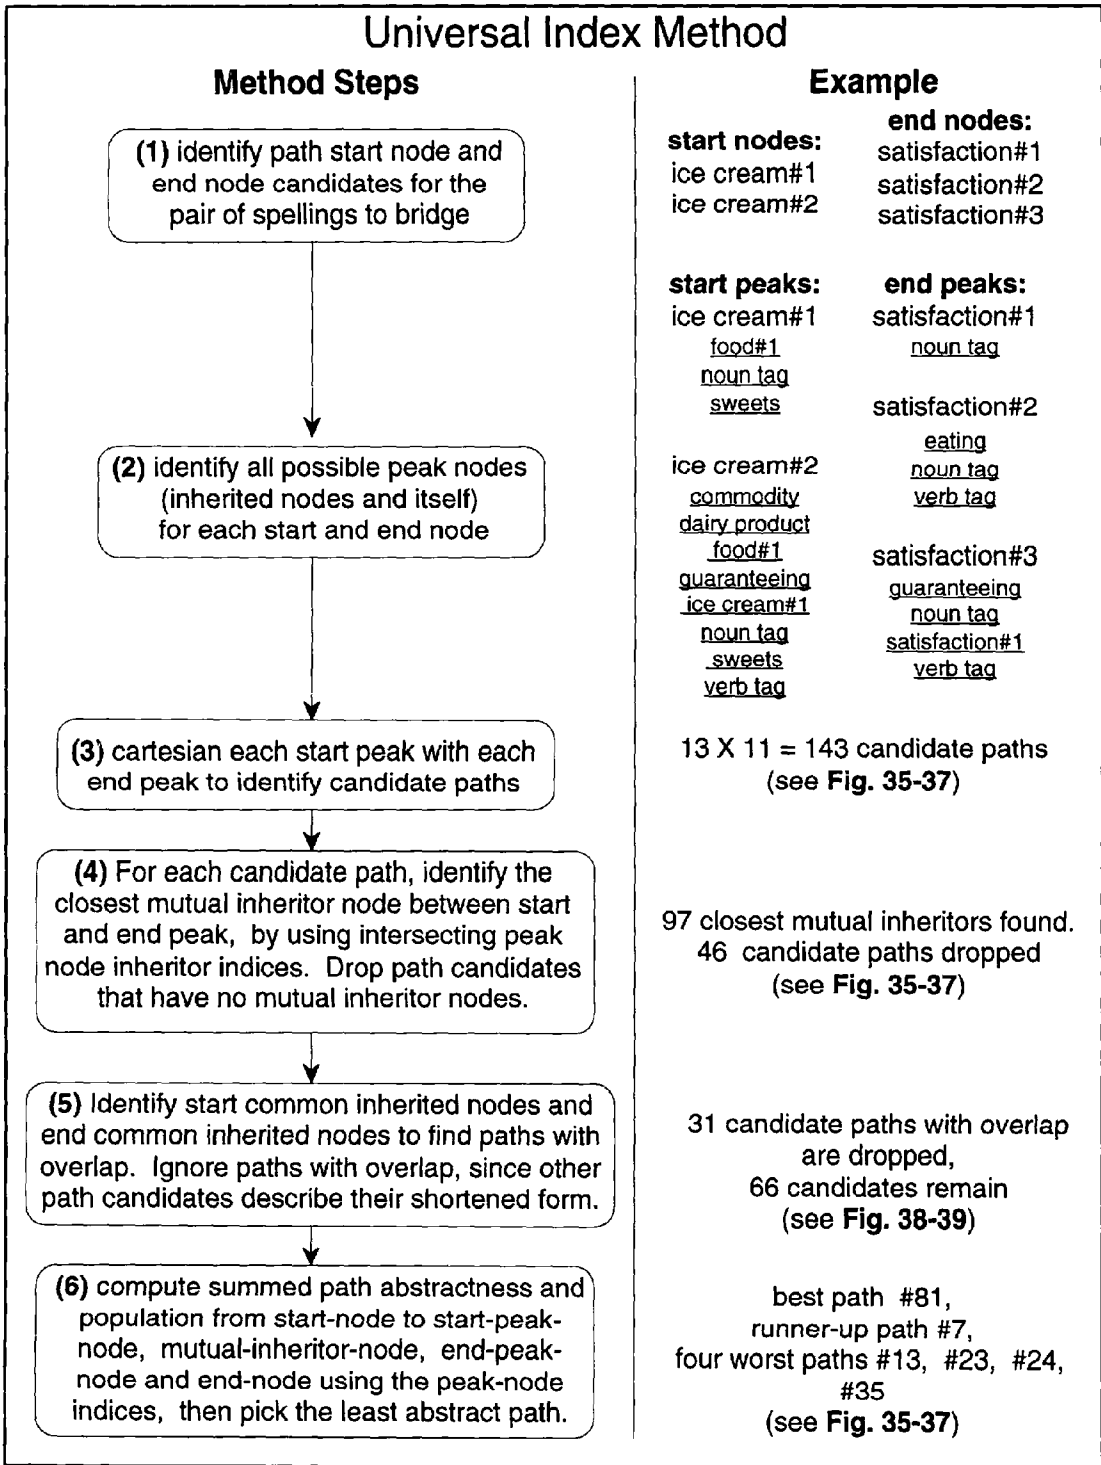 Universal Index Method
Method Steps
(1) identify path start node and
end node candidates for the
pair of spellings to bridge
(2) identify all possible peak nodes
(inherited nodes and itself)
for each start and end node
(3) cartesian each start peak with each
end peak to identify candidate paths
(4) For each candidate path, identify the
closest mutual inheritor node between start
and end peak, by using intersecting peak
node inheritor indices. Drop path candidates
that have no mutual inheritor nodes.
(5) Identify start common inherited nodes and
end common inherited nodes to find paths with
overlap. Ignore paths with overlap, since other
path candidates describe their shortened form.
(6) compute summed path abstractness and
population from start-node to start-peak-
node, mutual-inheritor-node, end-peak-
node and end-node using the peak-node
indices, then pick the least abstract path.
Example
start nodes:
ice cream#1
ice cream#2
end nodes:
satisfaction#1
satisfaction#2
satisfaction#3
start peaks:
ice cream#1
food#1
noun tag
sweets
ice cream#2
commodity
dairy product
food#1
guaranteeing
ice cream#1
noun tag
sweets
verb tag
end peaks:
satisfaction#1
noun tag
satisfaction#2
eating
noun tag
verb tag
satisfaction#3
guaranteeing
noun tag
satisfaction#1
verb tag
13 X 11 = 143 candidate paths
(see Fig. 35-37)
97 closest mutual inheritors found.
46 candidate paths dropped
(see Fig. 35-37)
31 candidate paths with overlap
are dropped,
66 candidates remain
(see Fig. 38-39)
best path #81,
runner-up path #7,
four worst paths #13, #23, #24,
#35
(see Fig. 35-37)